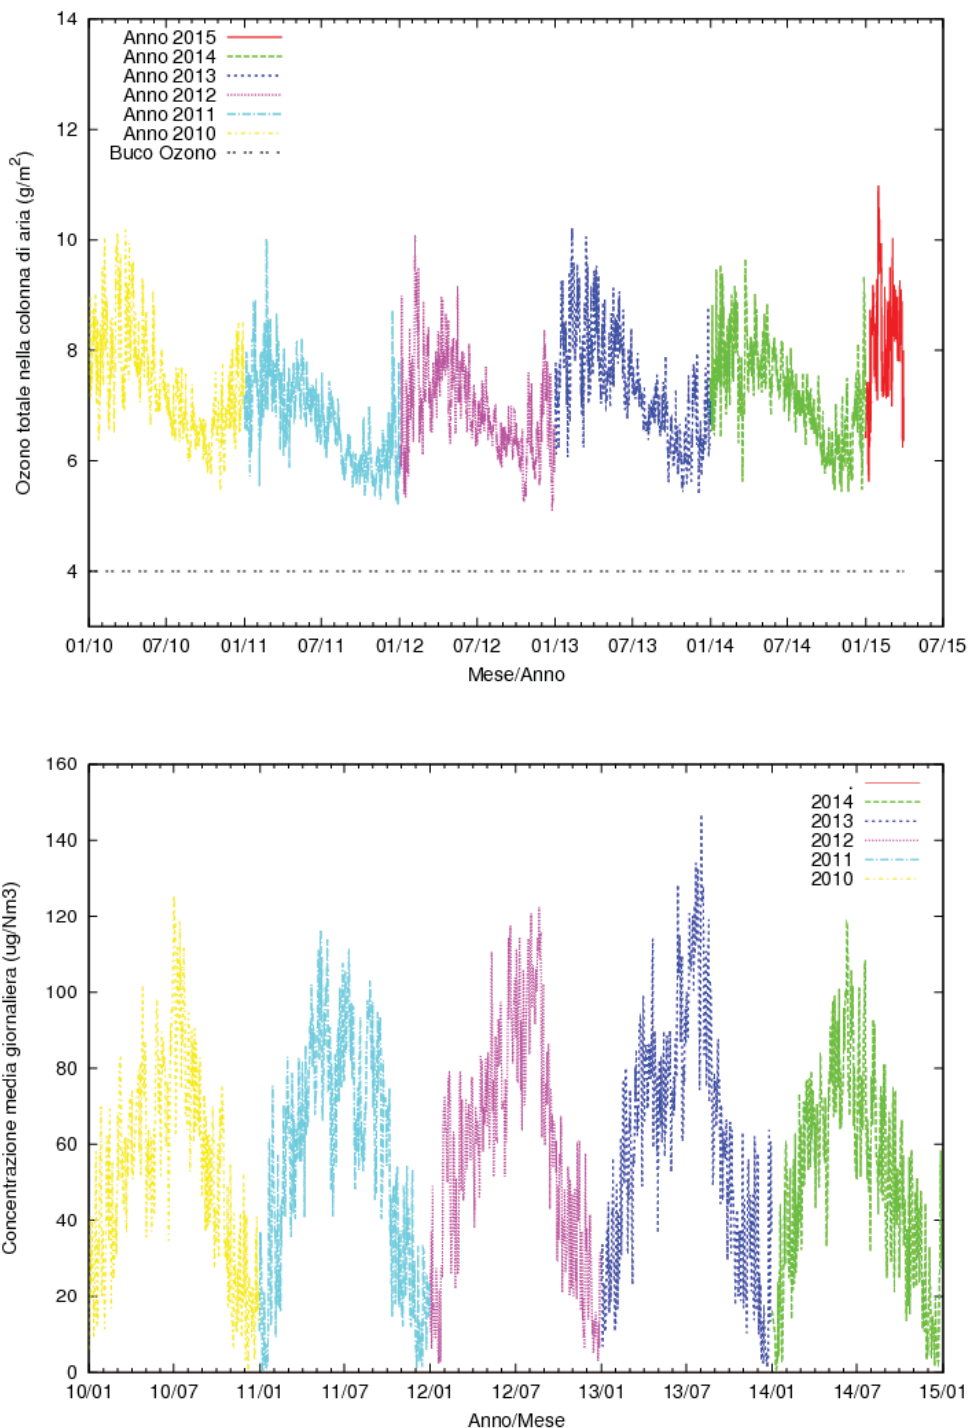 Ozono totale nella colonna di aria (g/m²)
14
12
10
8
6
4
Anno 2015
Anno 2014
Anno 2013
Anno 2012
Anno 2011
Anno 2010
Buco Ozono
01/10 07/10 01/11 07/11 01/12 07/12 01/13 07/13 01/14 07/14 01/15 07/15
Mese/Anno
Concentrazione media giornaliera (ug/Nm3)
160
140
120
100
80
60
40
20
0
.
2014
2013
2012
2011
2010
10/01 10/07 11/01 11/07 12/01 12/07 13/01 13/07 14/01 14/07 15/01
Anno/Mese